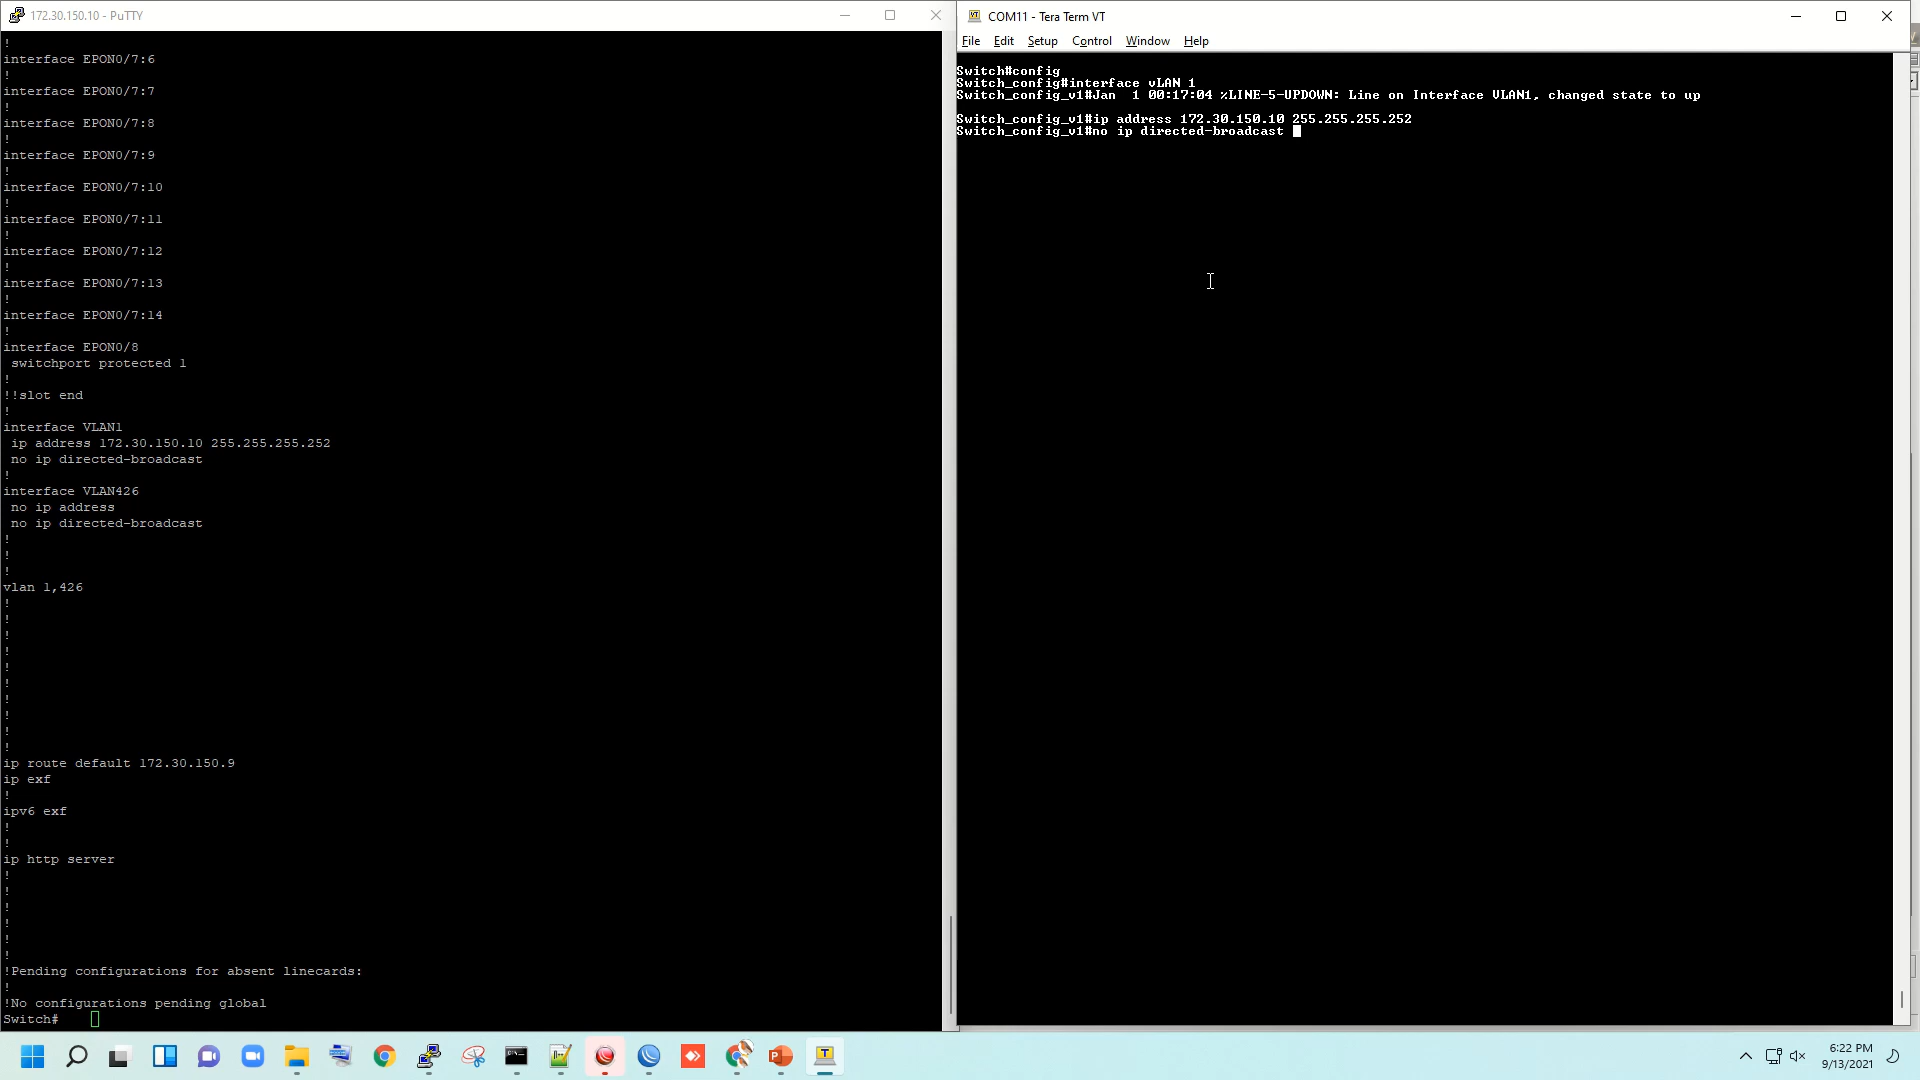 172.30.150.10 - PuTTY
!
interface EPON0/7:6
!
interface EPON0/7:7
!
interface EPON0/7:8
!
interface EPON0/7:9
!
interface EPON0/7:10
!
interface EPON0/7:11
!
interface EPON0/7:12
!
interface EPON0/7:13
!
interface EPON0/7:14
!
interface EPON0/8
switchport protected 1
!
!!slot end
!
interface VLAN1
ip address 172.30.150.10 255.255.255.252
no ip directed-broadcast
!
interface VLAN426
no ip address
no ip directed-broadcast
!
!
!
vlan 1,426
!
!
!
!
!
!
!
!
!
!
ip route default 172.30.150.9
ip exf
!
ipv6 exf
!
!
ip http server
!
!
!
!
!
!
!Pending configurations for absent linecards:
!
!No configurations pending global
Switch#
COM11 - Tera Term VT
File Edit Setup Control Window Help
Switch#config
Switch_config#interface vLAN 1
Switch_config_v1#Jan  1 00:17:04 %LINE-5-UPDOWN: Line on Interface VLAN1, changed state to up
Switch_config_v1#ip address 172.30.150.10 255.255.255.252
Switch_config_v1#no ip directed-broadcast
6:22 PM
9/13/2021